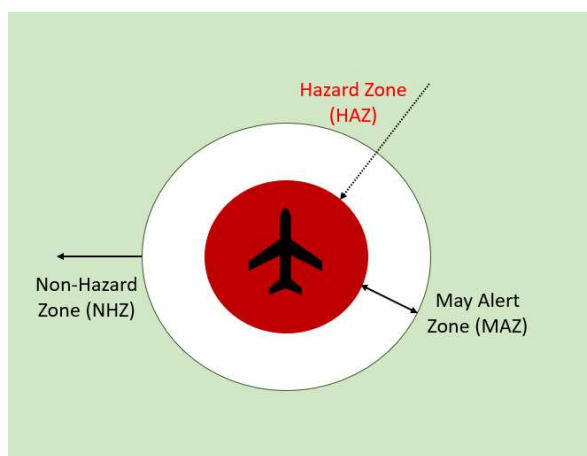 Hazard Zone
(HAZ)
Non-Hazard
Zone (NHZ)
May Alert
Zone (MAZ)